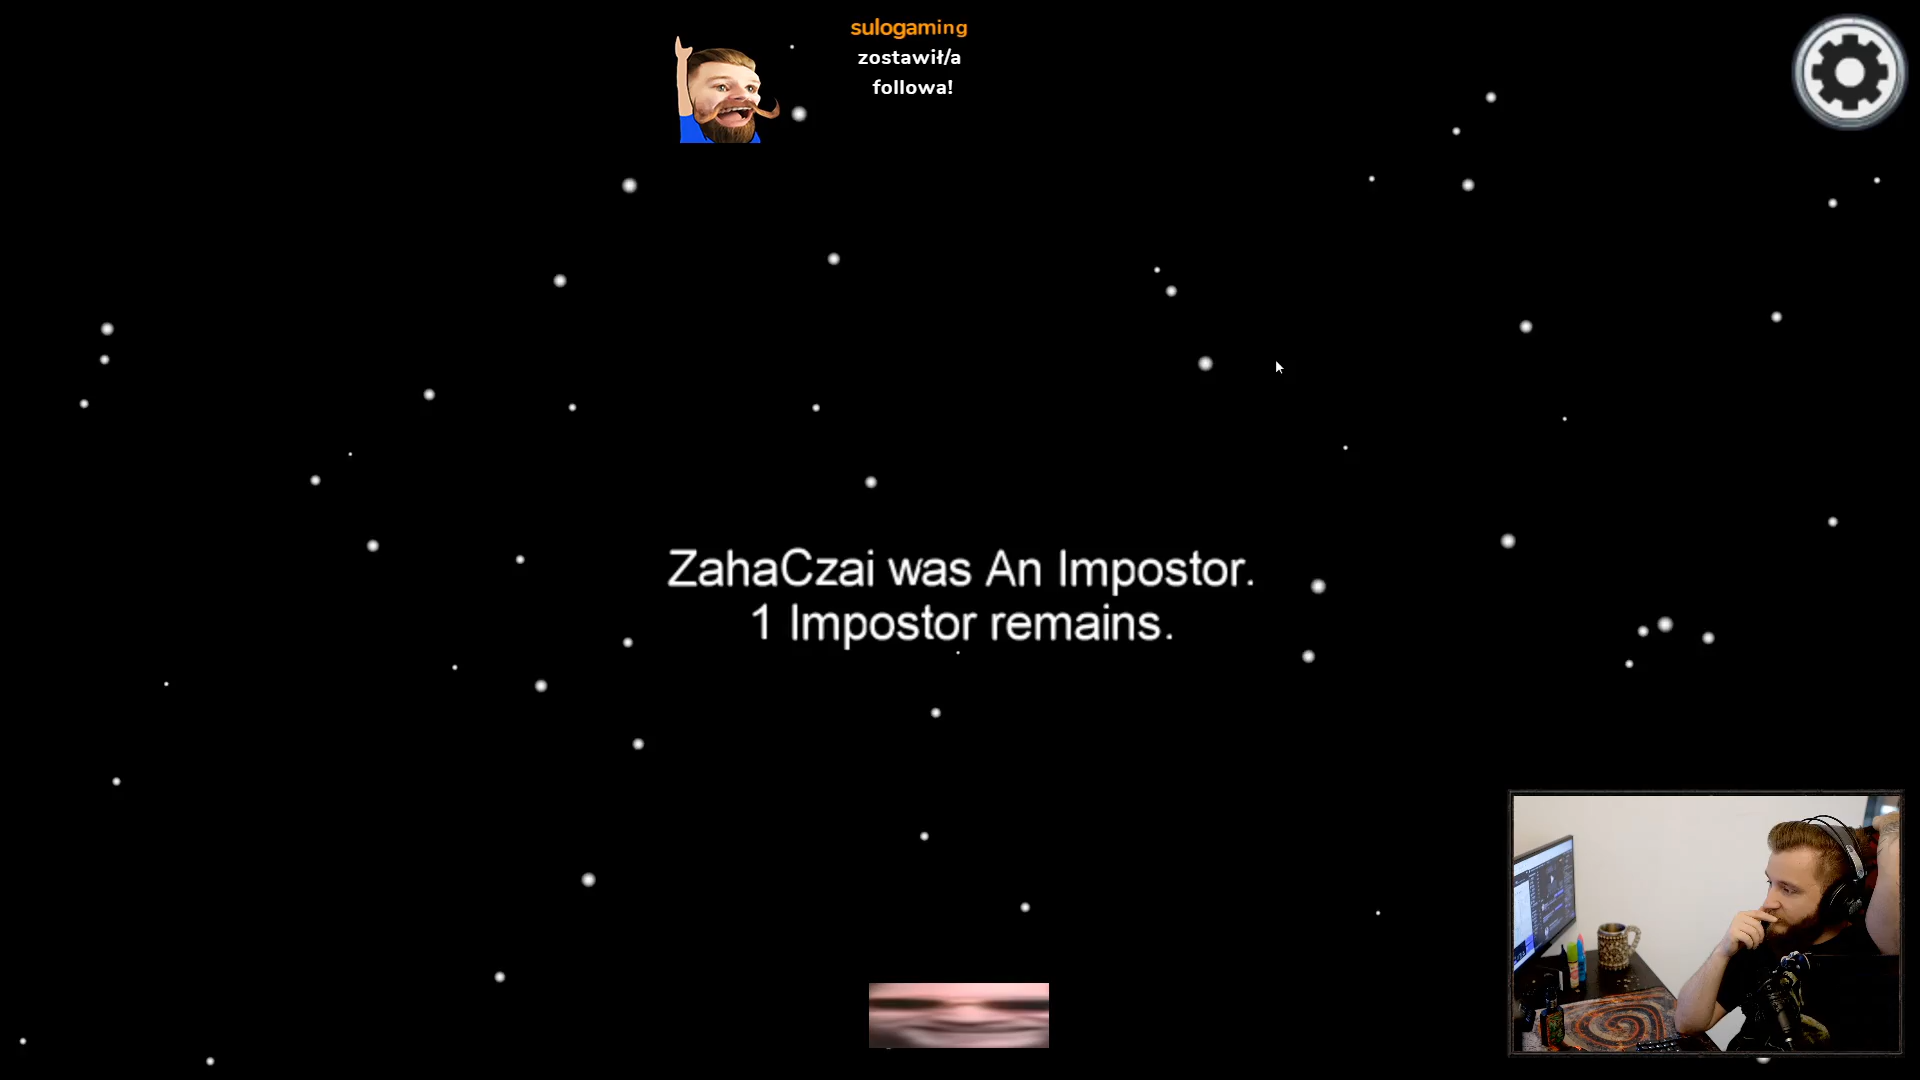 sulogaming
zostawił/a
followa!
ZahaCzai was An Impostor.
1 Impostor remains.